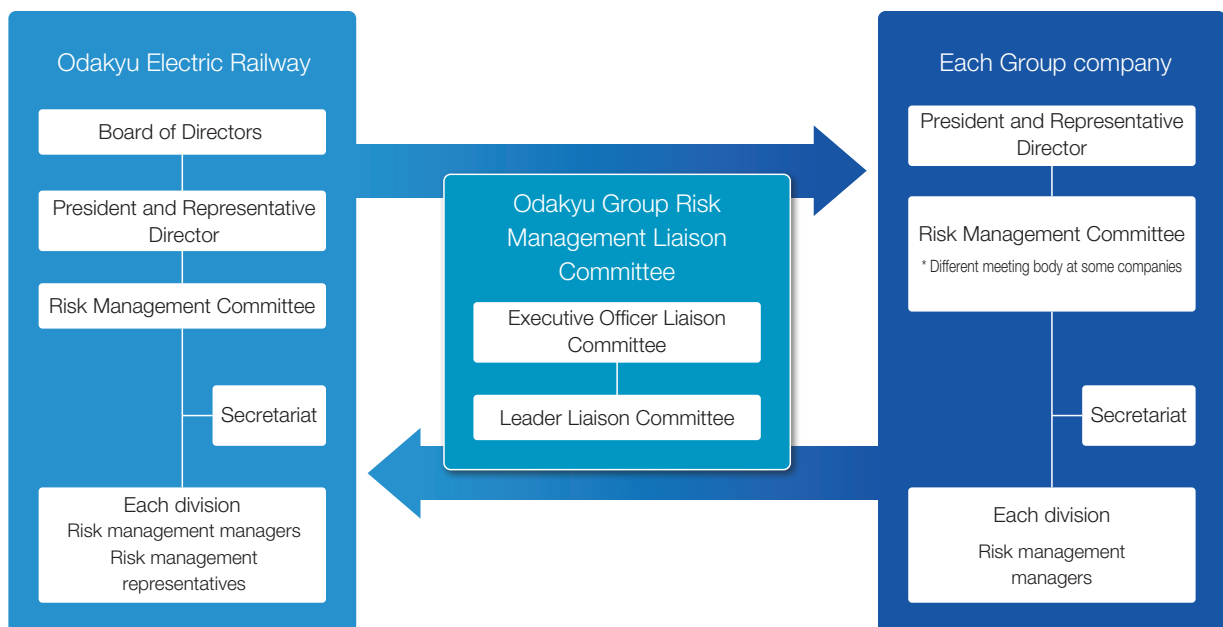 Odakyu Electric Railway
Board of Directors
President and Representative
Director
Risk Management Committee
Secretariat
Each division
Risk management managers
Risk management
representatives
Odakyu Group Risk
Management Liaison
Committee
Executive Officer Liaison
Committee
Leader Liaison Committee
Each Group company
President and Representative
Director
Risk Management Committee
* Different meeting body at some companies
Secretariat
Each division
Risk management
managers